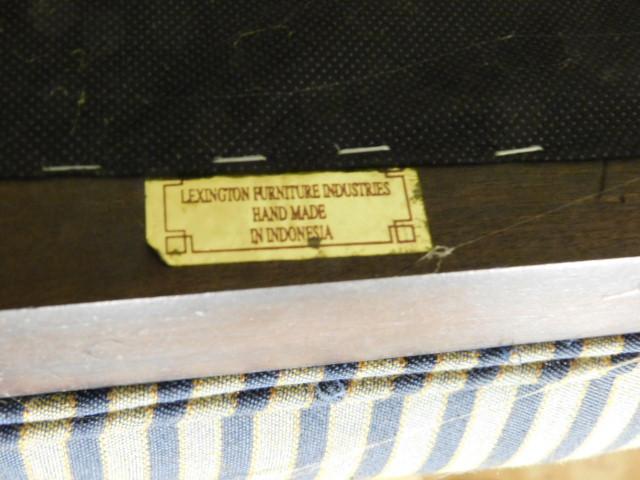 LEXINGTON FURNITURE INDUSTRIES
HAND MADE
IN INDONESIA